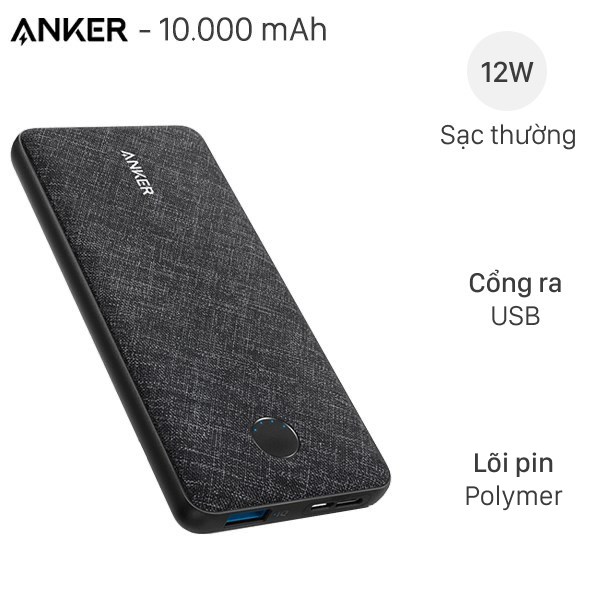 ANKER - 10.000 mAh
12W
Sạc thường
ANKER
Cổng ra
USB
Lõi pin
Polymer